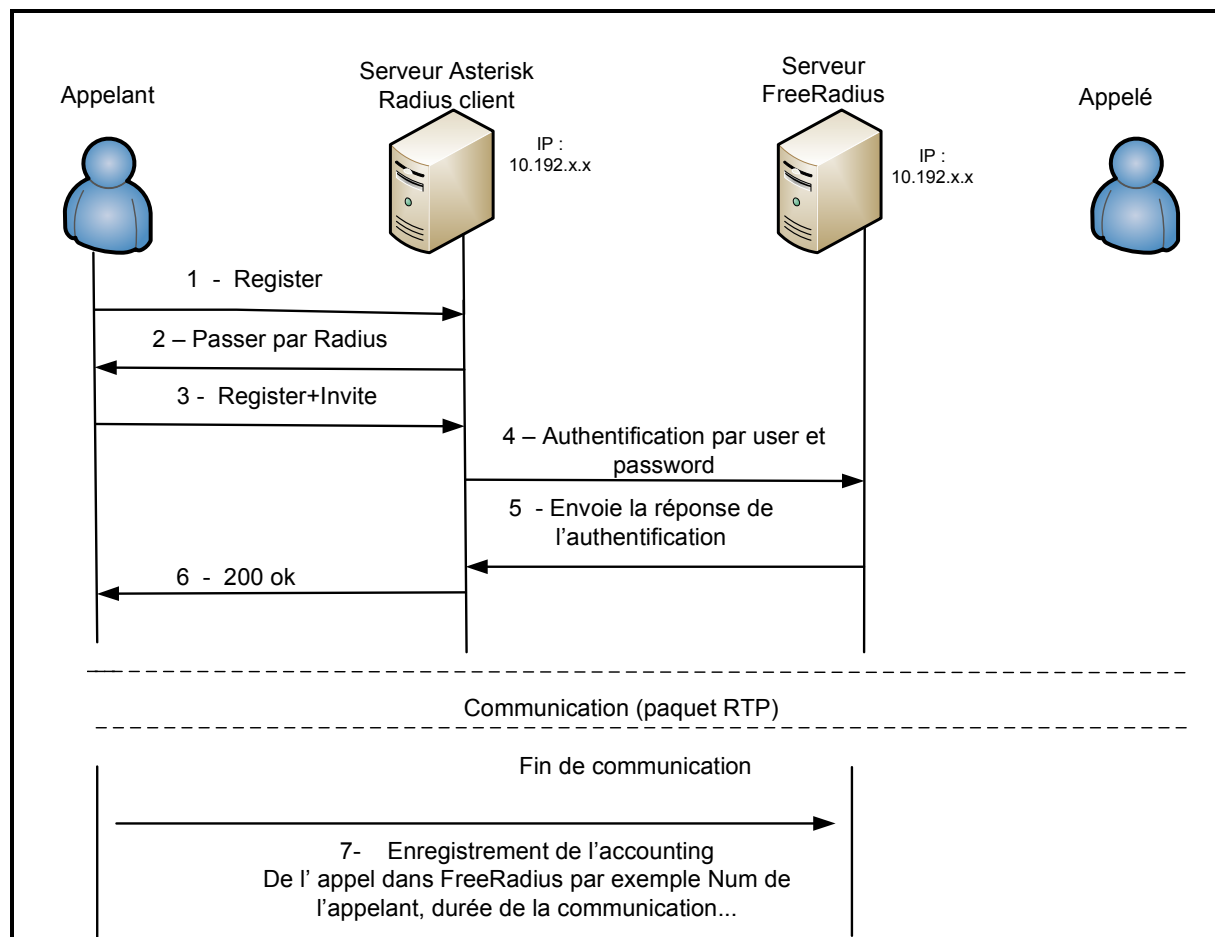 Appelant
Serveur Asterisk
Radius client
Serveur
FreeRadius
Appelé
IP :
10.192.x.x
IP :
10.192.x.x
1 - Register
2 – Passer par Radius
3 - Register+Invite
4 – Authentification par user et
password
5 - Envoie la réponse de
l’authentification
6 - 200 ok
Communication (paquet RTP)
Fin de communication
7- Enregistrement de l’accounting
De l’ appel dans FreeRadius par exemple Num de
l’appelant, durée de la communication...